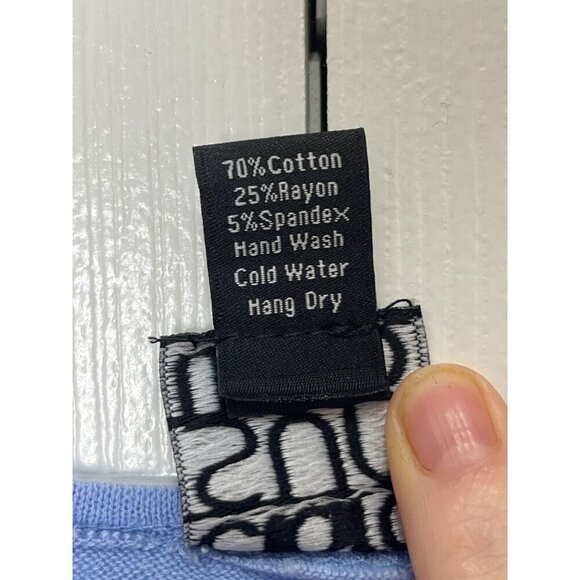 70%Cotton
25%Rayon
5%Spandex
Hand Wash
Cold Water
Hang Dry